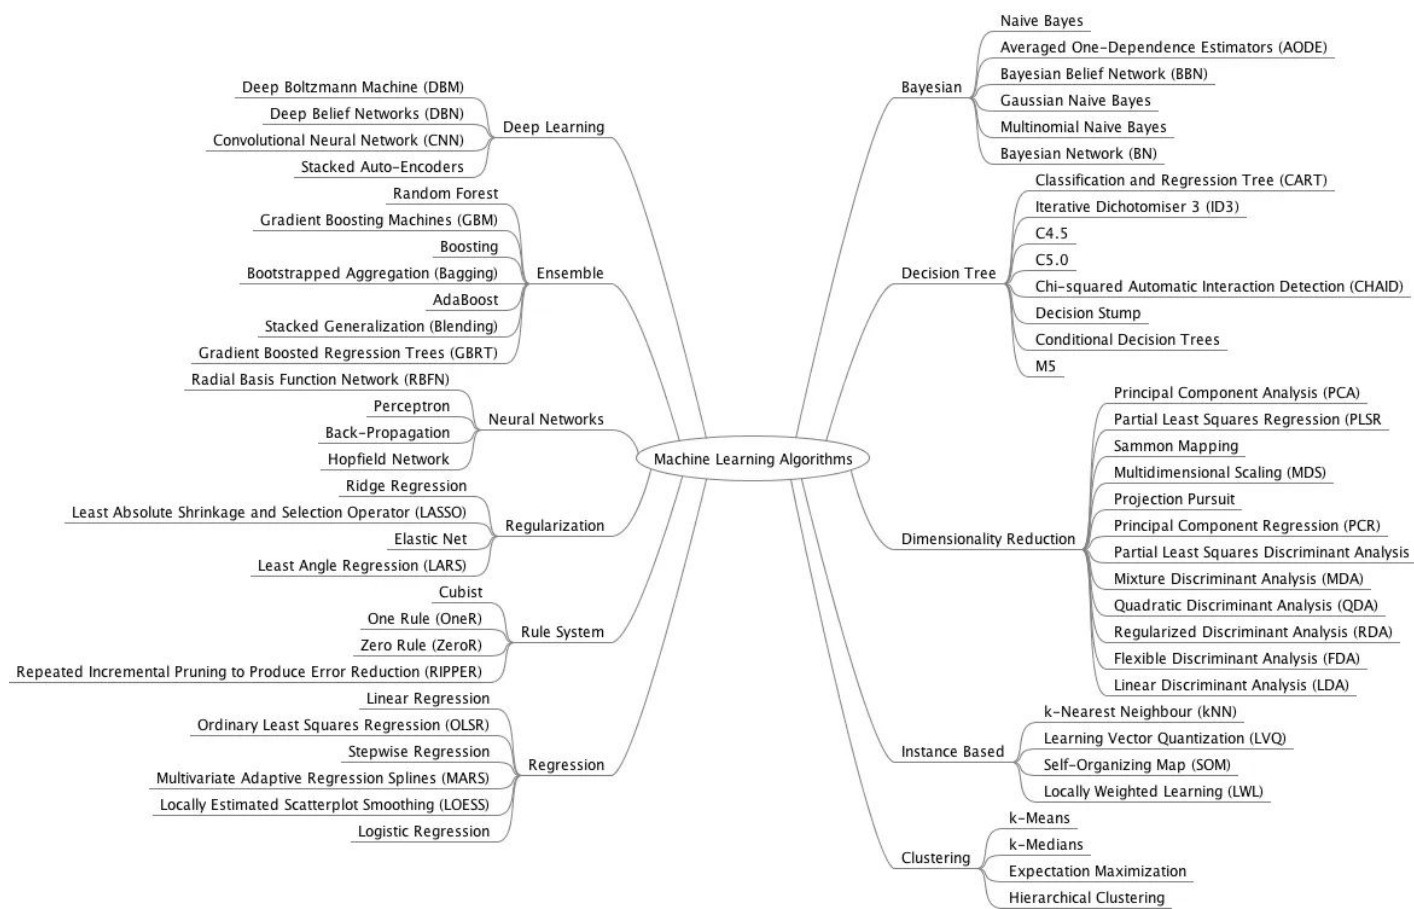 Deep Learning
Deep Boltzmann Machine (DBM)
Deep Belief Networks (DBN)
Convolutional Neural Network (CNN)
Stacked Auto-Encoders
Ensemble
Random Forest
Gradient Boosting Machines (GBM)
Boosting
Bootstrapped Aggregation (Bagging)
AdaBoost
Stacked Generalization (Blending)
Gradient Boosted Regression Trees (GBRT)
Neural Networks
Radial Basis Function Network (RBFN)
Perceptron
Back-Propagation
Hopfield Network
Regularization
Ridge Regression
Least Absolute Shrinkage and Selection Operator (LASSO)
Elastic Net
Least Angle Regression (LARS)
Rule System
Cubist
One Rule (OneR)
Zero Rule (ZeroR)
Repeated Incremental Pruning to Produce Error Reduction (RIPPER)
Regression
Linear Regression
Ordinary Least Squares Regression (OLSR)
Stepwise Regression
Multivariate Adaptive Regression Splines (MARS)
Locally Estimated Scatterplot Smoothing (LOESS)
Logistic Regression
Machine Learning Algorithms
Bayesian
Naive Bayes
Averaged One-Dependence Estimators (AODE)
Bayesian Belief Network (BBN)
Gaussian Naive Bayes
Multinomial Naive Bayes
Bayesian Network (BN)
Decision Tree
Classification and Regression Tree (CART)
Iterative Dichotomiser 3 (ID3)
C4.5
C5.0
Chi-squared Automatic Interaction Detection (CHAID)
Decision Stump
Conditional Decision Trees
M5
Dimensionality Reduction
Principal Component Analysis (PCA)
Partial Least Squares Regression (PLSR
Sammon Mapping
Multidimensional Scaling (MDS)
Projection Pursuit
Principal Component Regression (PCR)
Partial Least Squares Discriminant Analysis
Mixture Discriminant Analysis (MDA)
Quadratic Discriminant Analysis (QDA)
Regularized Discriminant Analysis (RDA)
Flexible Discriminant Analysis (FDA)
Linear Discriminant Analysis (LDA)
Instance Based
k-Nearest Neighbour (kNN)
Learning Vector Quantization (LVQ)
Self-Organizing Map (SOM)
Locally Weighted Learning (LWL)
Clustering
k-Means
k-Medians
Expectation Maximization
Hierarchical Clustering